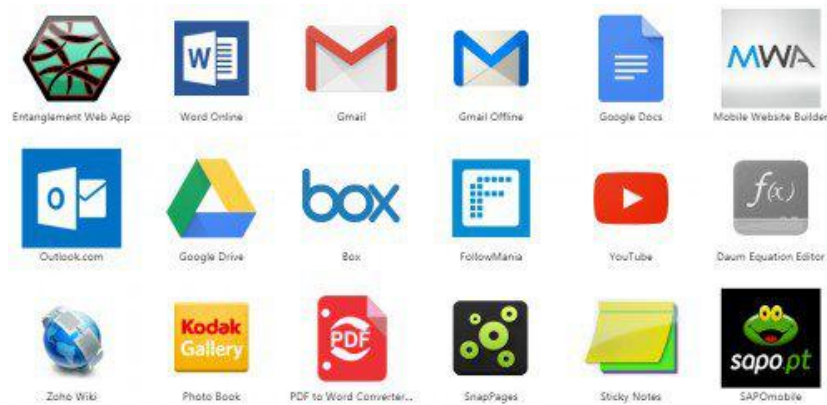 W
MWA
Entanglement Web App
Word Online
Gmail
Gmail Offline
Google Docs
Mobile Website Builder
O
box
F
f(x)
Outlook.com
Google Drive
Box
FollowMania
YouTube
Daum Equation Editor
Kodak
Gallery
PDF
sapo.pt
Zoho Wiki
Photo Book
PDF to Word Converter...
SnapPages
Sticky Notes
SAPOmobile